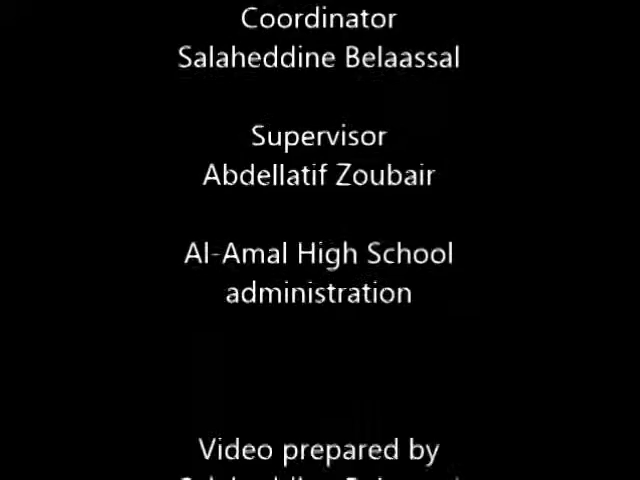 Coordinator
Salaheddine Belaassal
Supervisor
Abdellatif Zoubair
Al-Amal High School
administration
Video prepared by